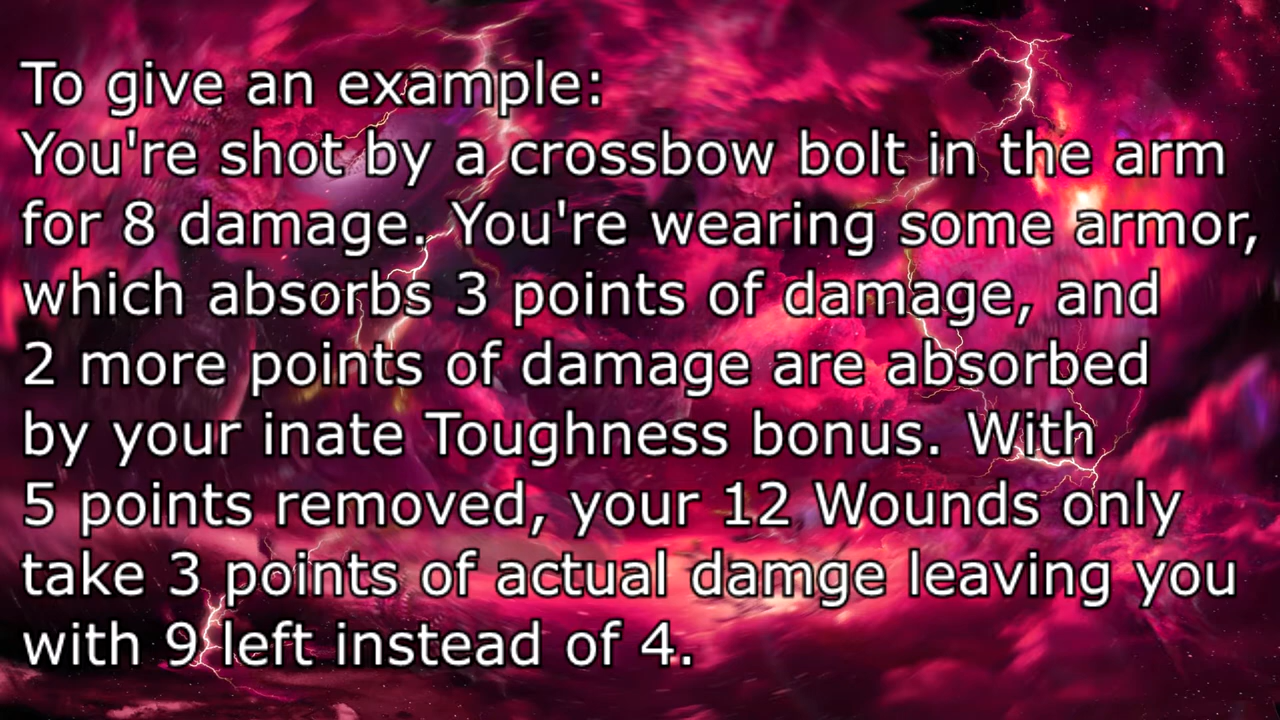 To give an example:
You're shot by a crossbow bolt in the arm
for 8 damage. You're wearing some armor,
which absorbs 3 points of damage, and
2 more points of damage are absorbed
by your inate Toughness bonus. With
5 points removed, your 12 Wounds only
take 3 points of actual damge leaving you
with 9 left instead of 4.